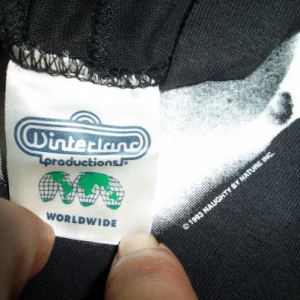 Winterland
productions
WORLDWIDE
© 1993 NAUGHTY BY NATURE INC.